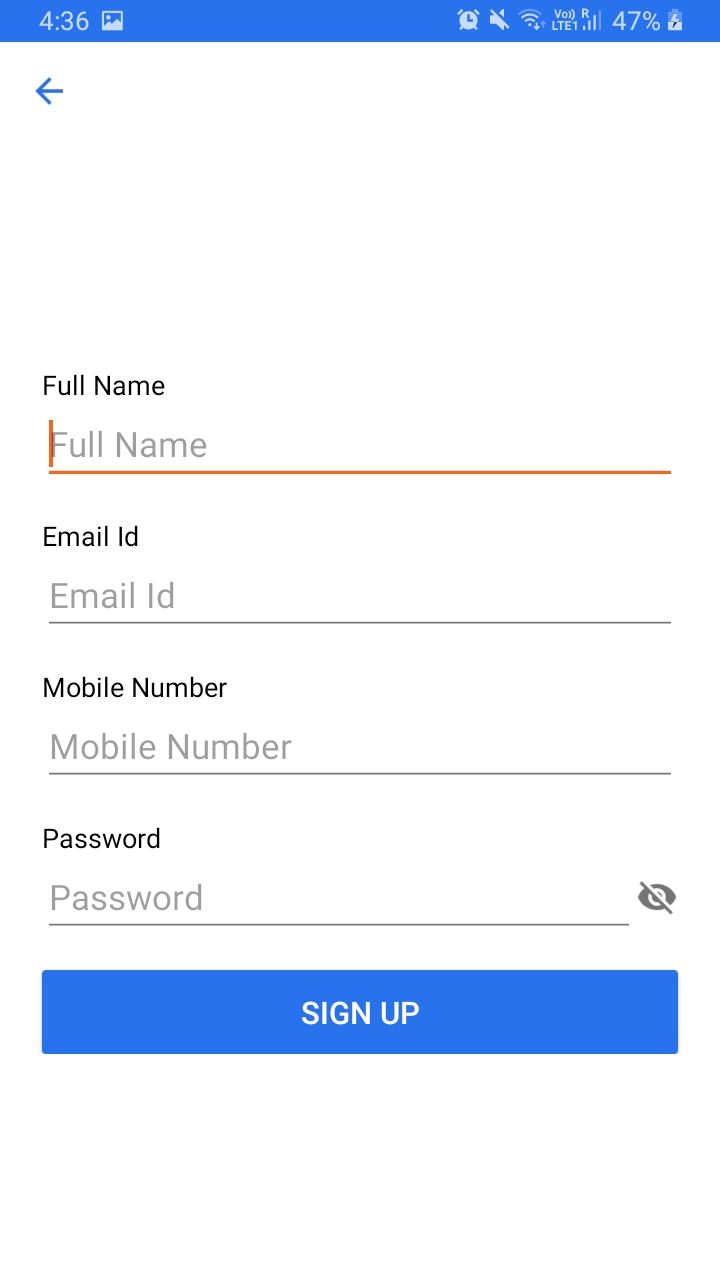 4:36 Vo)) R LTE1 47%
Full Name
Full Name
Email Id
Email Id
Mobile Number
Mobile Number
Password
Password
SIGN UP